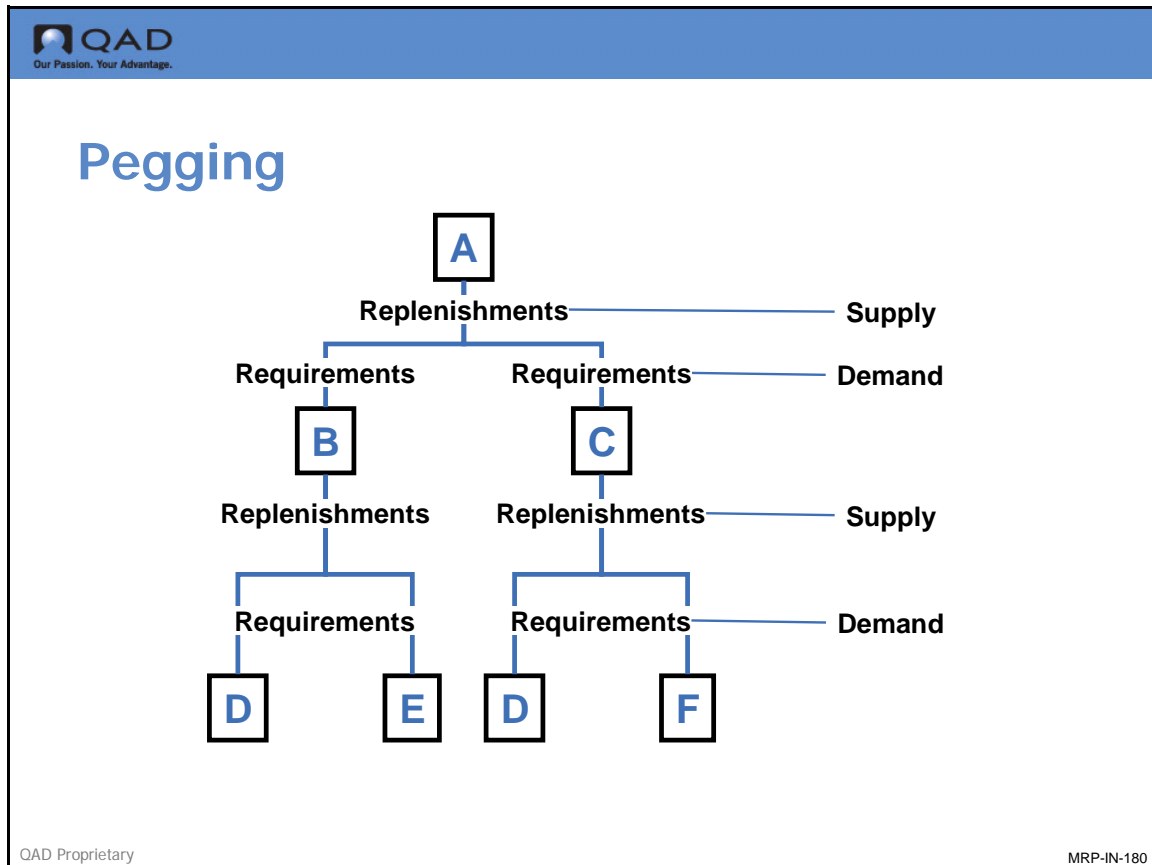 QAD
Our Passion. Your Advantage.
Pegging
A
Replenishments Supply
Requirements Requirements Demand
B C
Replenishments Replenishments Supply
Requirements Requirements Demand
D E D F
QAD Proprietary MRP-IN-180